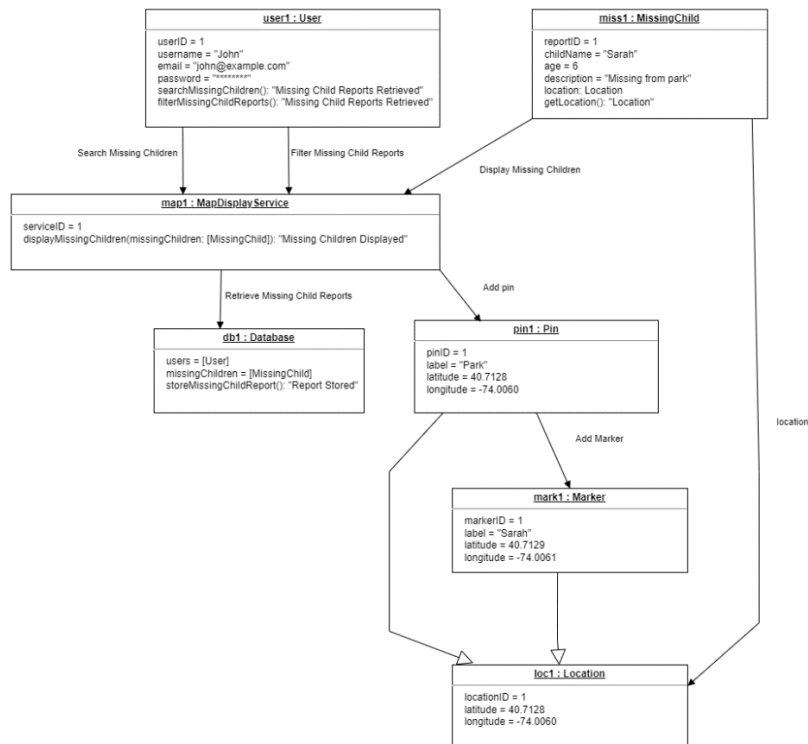 user1 : User
userID = 1
username = "John"
email = "john@example.com"
password = "********"
searchMissingChildren(): "Missing Child Reports Retrieved"
filterMissingChildReports(): "Missing Child Reports Retrieved"
miss1 : MissingChild
reportID = 1
childName = "Sarah"
age = 6
description = "Missing from park"
location: Location
getLocation(): "Location"
Search Missing Children
Filter Missing Child Reports
Display Missing Children
map1 : MapDisplayService
serviceID = 1
displayMissingChildren(missingChildren: [MissingChild]): "Missing Children Displayed"
Retrieve Missing Child Reports
Add pin
db1 : Database
users = [User]
missingChildren = [MissingChild]
storeMissingChildReport(): "Report Stored"
pin1 : Pin
pinID = 1
label = "Park"
latitude = 40.7128
longitude = -74.0060
location
Add Marker
mark1 : Marker
markerID = 1
label = "Sarah"
latitude = 40.7129
longitude = -74.0061
loc1 : Location
locationID = 1
latitude = 40.7128
longitude = -74.0060